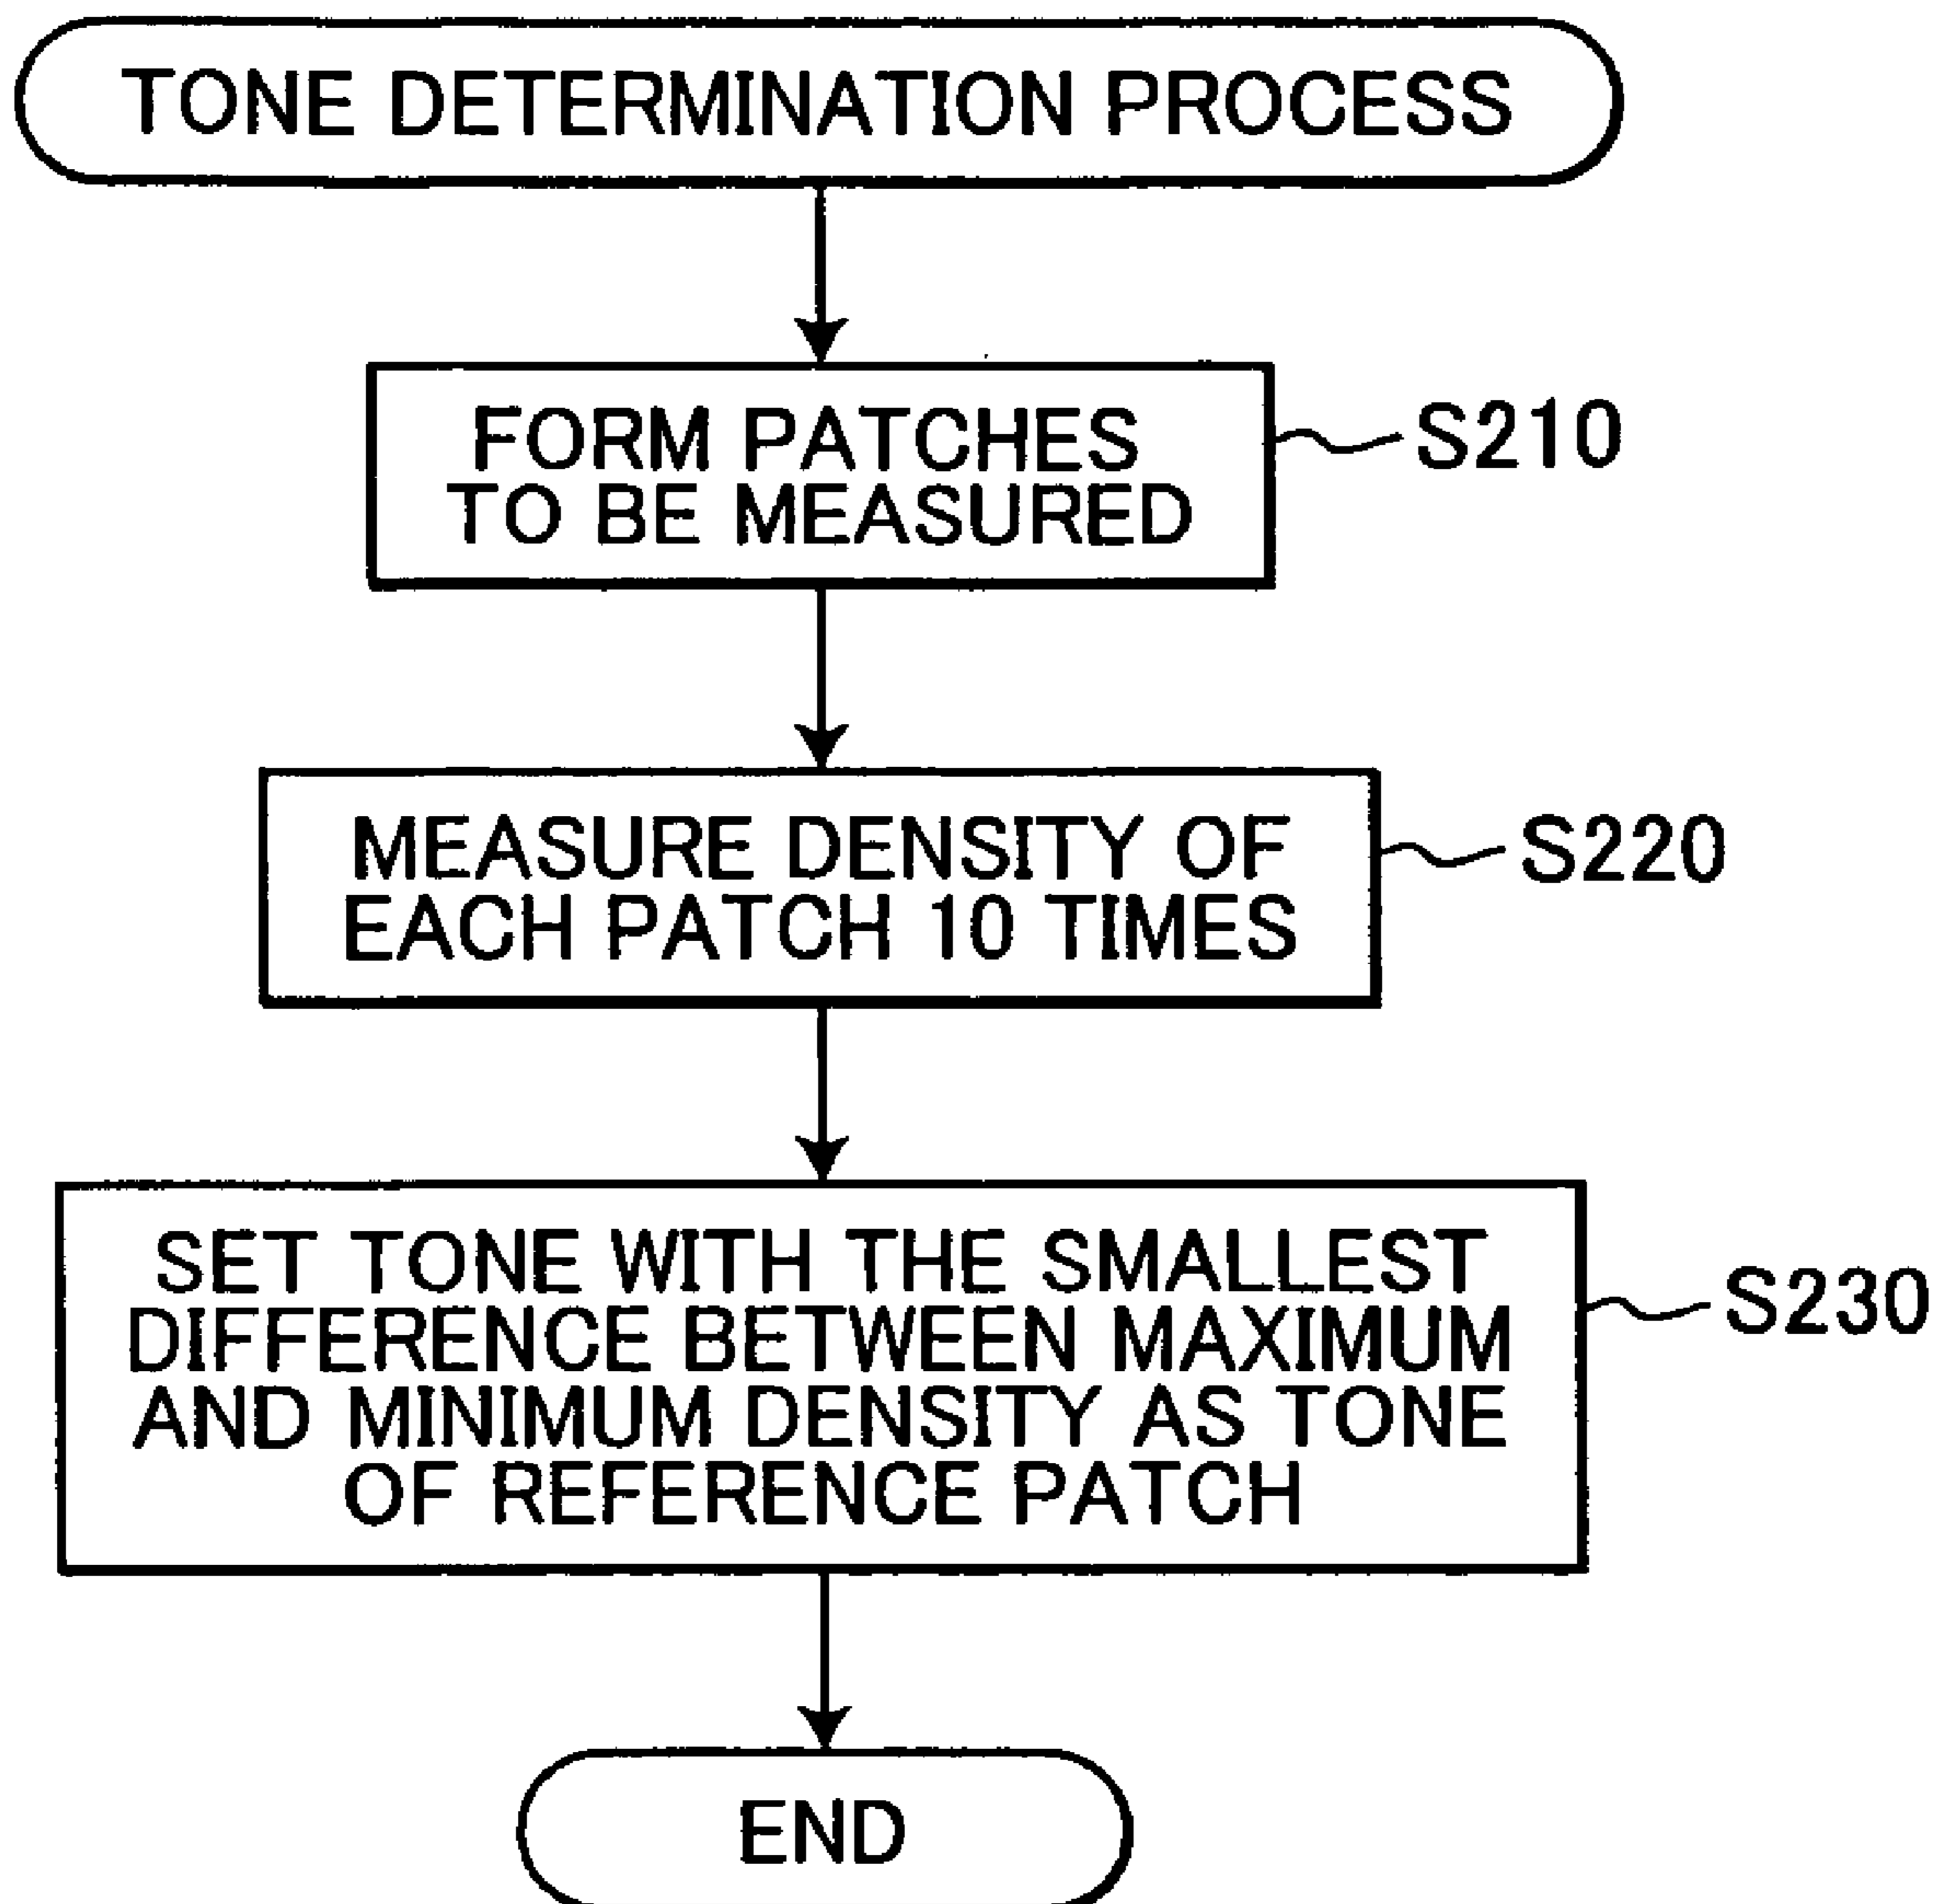 TONE DETERMINATION PROCESS
FORM PATCHES
TO BE MEASURED
S210
MEASURE DENSITY OF
EACH PATCH 10 TIMES
S220
SET TONE WITH THE SMALLEST
DIFFERENCE BETWEEN MAXIMUM
AND MINIMUM DENSITY AS TONE
OF REFERENCE PATCH
S230
END